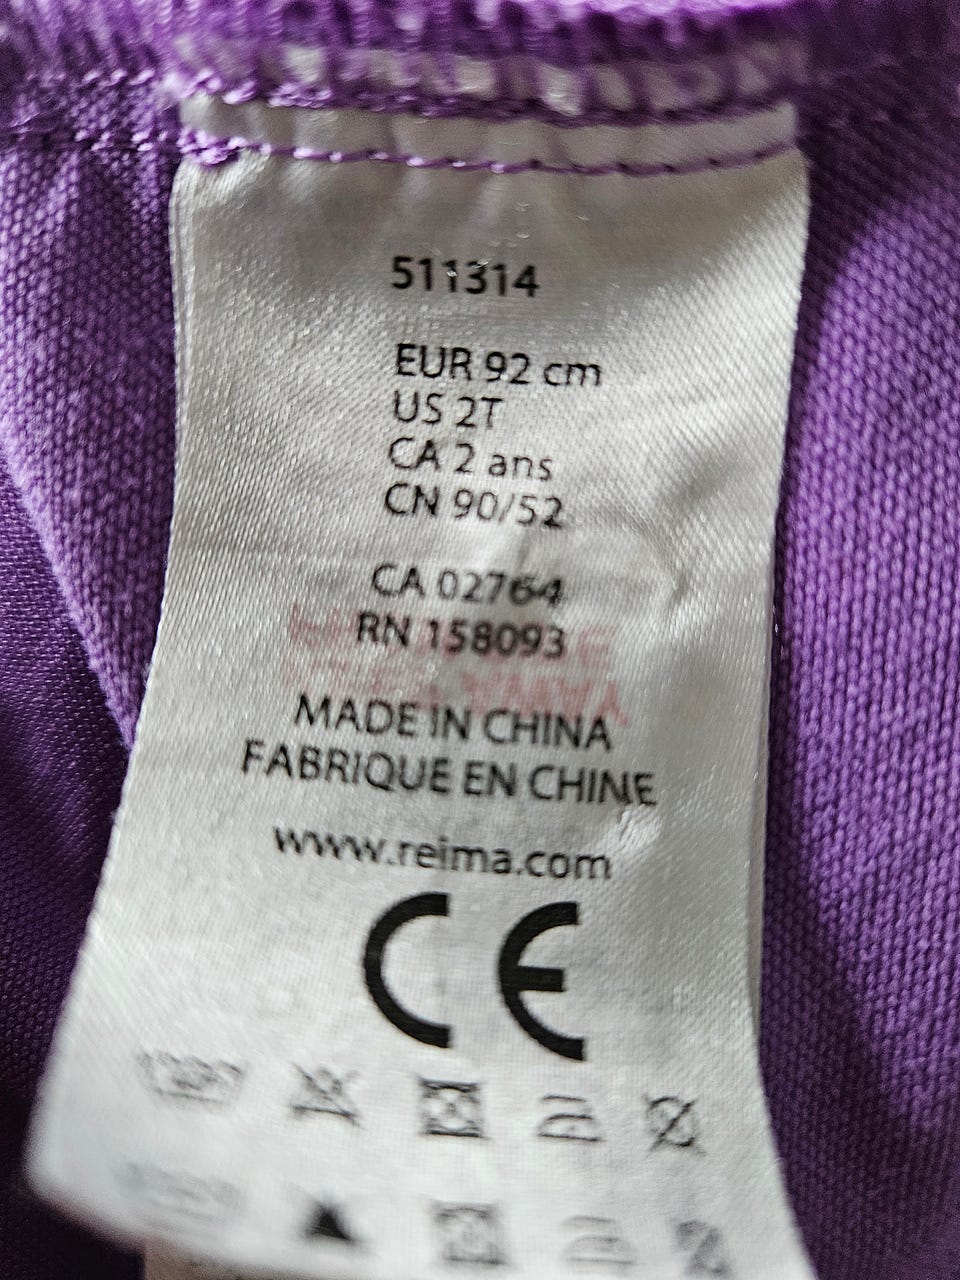 511314
EUR 92 cm
US 2T
CA 2 ans
CN 90/52
CA 02764
RN 158093
MADE IN CHINA
FABRIQUÉ EN CHINE
www.reima.com
CE